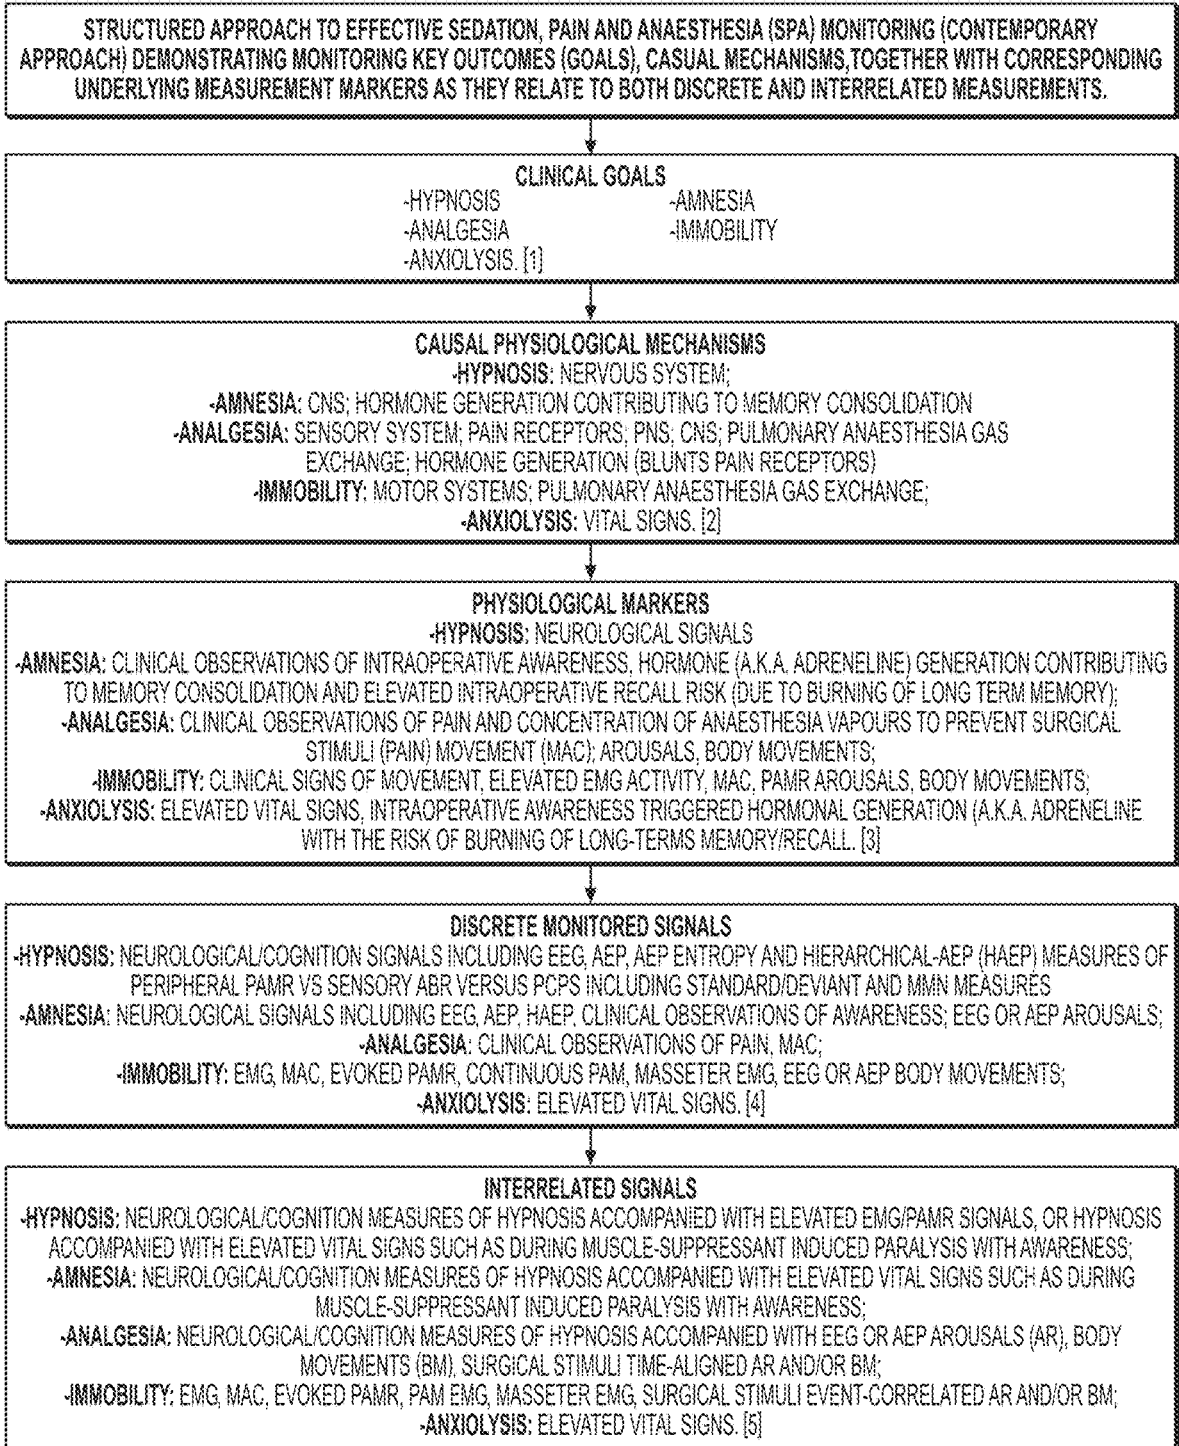 STRUCTURED APPROACH TO EFFECTIVE SEDATION, PAIN AND ANAESTHESIA (SPA) MONITORING (CONTEMPORARY
APPROACH) DEMONSTRATING MONITORING KEY OUTCOMES (GOALS), CASUAL MECHANISMS,TOGETHER WITH CORRESPONDING
UNDERLYING MEASUREMENT MARKERS AS THEY RELATE TO BOTH DISCRETE AND INTERRELATED MEASUREMENTS.
CLINICAL GOALS
-HYPNOSIS -AMNESIA
-ANALGESIA -IMMOBILITY
-ANXIOLYSIS. [1]
CAUSAL PHYSIOLOGICAL MECHANISMS
-HYPNOSIS: NERVOUS SYSTEM;
-AMNESIA: CNS; HORMONE GENERATION CONTRIBUTING TO MEMORY CONSOLIDATION
-ANALGESIA: SENSORY SYSTEM; PAIN RECEPTORS; PNS; CNS; PULMONARY ANAESTHESIA GAS
EXCHANGE; HORMONE GENERATION (BLUNTS PAIN RECEPTORS)
-IMMOBILITY: MOTOR SYSTEMS; PULMONARY ANAESTHESIA GAS EXCHANGE;
-ANXIOLYSIS: VITAL SIGNS. [2]
PHYSIOLOGICAL MARKERS
-HYPNOSIS: NEUROLOGICAL SIGNALS
-AMNESIA: CLINICAL OBSERVATIONS OF INTRAOPERATIVE AWARENESS, HORMONE (A.K.A. ADRENELINE) GENERATION CONTRIBUTING
TO MEMORY CONSOLIDATION AND ELEVATED INTRAOPERATIVE RECALL RISK (DUE TO BURNING OF LONG TERM MEMORY);
-ANALGESIA: CLINICAL OBSERVATIONS OF PAIN AND CONCENTRATION OF ANAESTHESIA VAPOURS TO PREVENT SURGICAL
STIMULI (PAIN) MOVEMENT (MAC); AROUSALS, BODY MOVEMENTS;
-IMMOBILITY: CLINICAL SIGNS OF MOVEMENT, ELEVATED EMG ACTIVITY, MAC, PAMR AROUSALS, BODY MOVEMENTS;
-ANXIOLYSIS: ELEVATED VITAL SIGNS, INTRAOPERATIVE AWARENESS TRIGGERED HORMONAL GENERATION (A.K.A. ADRENELINE
WITH THE RISK OF BURNING OF LONG-TERMS MEMORY/RECALL. [3]
DISCRETE MONITORED SIGNALS
-HYPNOSIS: NEUROLOGICAL/COGNITION SIGNALS INCLUDING EEG, AEP, AEP ENTROPY AND HIERARCHICAL-AEP (HAEP) MEASURES OF
PERIPHERAL PAMR VS SENSORY ABR VERSUS PCPS INCLUDING STANDARD/DEVIANT AND MMN MEASURES
-AMNESIA: NEUROLOGICAL SIGNALS INCLUDING EEG, AEP, HAEP, CLINICAL OBSERVATIONS OF AWARENESS; EEG OR AEP AROUSALS;
-ANALGESIA: CLINICAL OBSERVATIONS OF PAIN, MAC;
-IMMOBILITY: EMG, MAC, EVOKED PAMR, CONTINUOUS PAM, MASSETER EMG, EEG OR AEP BODY MOVEMENTS;
-ANXIOLYSIS: ELEVATED VITAL SIGNS. [4]
INTERRELATED SIGNALS
-HYPNOSIS: NEUROLOGICAL/COGNITION MEASURES OF HYPNOSIS ACCOMPANIED WITH ELEVATED EMG/PAMR SIGNALS, OR HYPNOSIS
ACCOMPANIED WITH ELEVATED VITAL SIGNS SUCH AS DURING MUSCLE-SUPPRESSANT INDUCED PARALYSIS WITH AWARENESS;
-AMNESIA: NEUROLOGICAL/COGNITION MEASURES OF HYPNOSIS ACCOMPANIED WITH ELEVATED VITAL SIGNS SUCH AS DURING
MUSCLE-SUPPRESSANT INDUCED PARALYSIS WITH AWARENESS;
-ANALGESIA: NEUROLOGICAL/COGNITION MEASURES OF HYPNOSIS ACCOMPANIED WITH EEG OR AEP AROUSALS (AR), BODY
MOVEMENTS (BM), SURGICAL STIMULI TIME-ALIGNED AR AND/OR BM;
-IMMOBILITY: EMG, MAC, EVOKED PAMR, PAM EMG, MASSETER EMG, SURGICAL STIMULI EVENT-CORRELATED AR AND/OR BM;
-ANXIOLYSIS: ELEVATED VITAL SIGNS. [5]